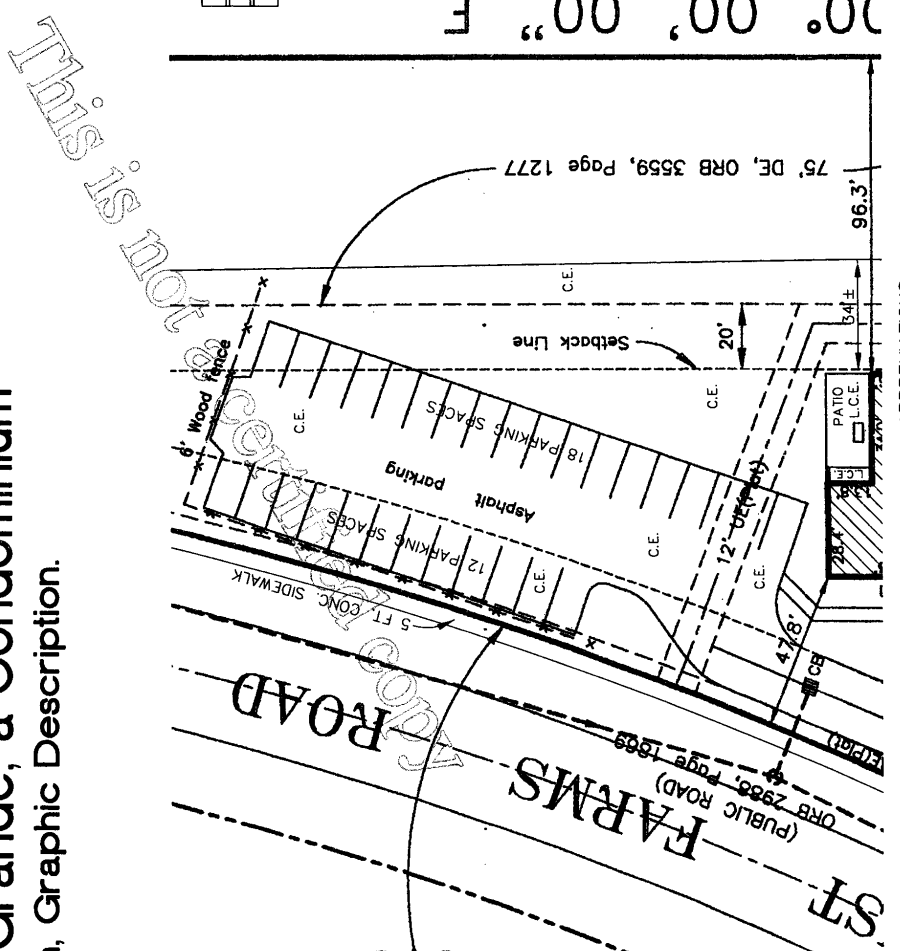 00° 00' 00" E
This is not a certified copy
75' DE, ORB 3559, Page 1277
96.3'
C.E.
34'±
Setback Line
20'
6' Wood fence
C.E.
C.E.
PATIO
L.C.E.
L.C.E.
18 PARKING SPACES
Asphalt
parking
12' UE(Plat)
28.4'
12 PARKING SPACES
C.E.
C.E.
C.E.
5 FT CONC. SIDEWALK
47.8'
CB
ROAD
FARMS
ST
(PUBLIC ROAD)
ORB 2988, Page 1869
E(Plat)
Grande, a Condominium
, Graphic Description.